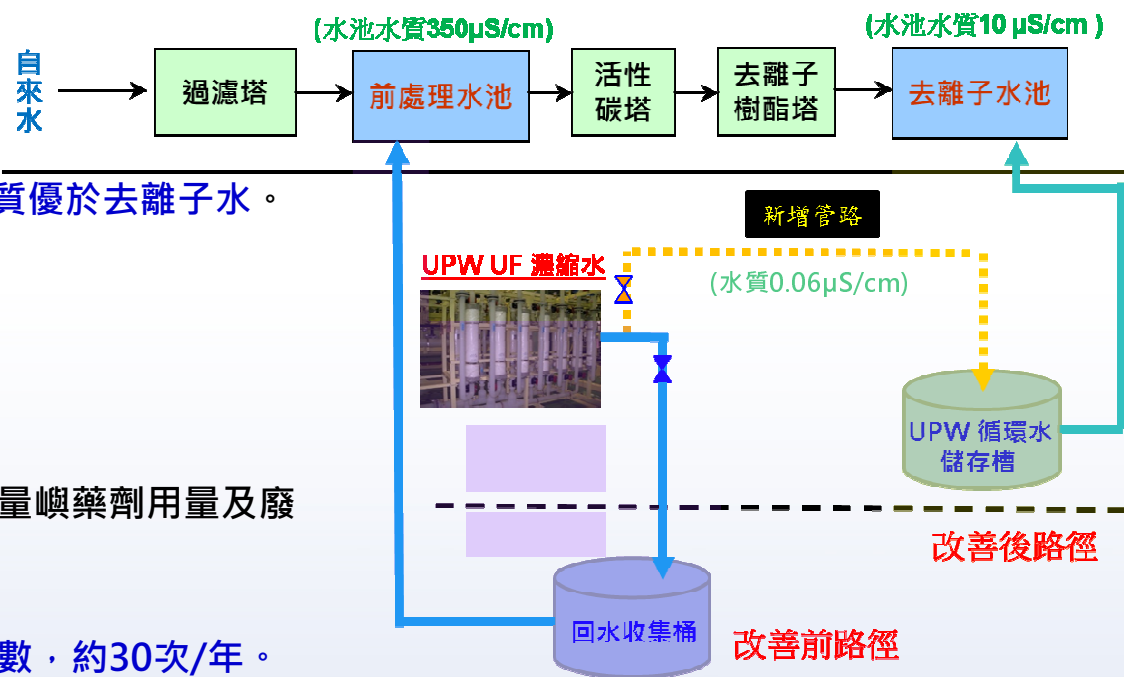 (水池水質350µS/cm)
(水池水質10 µS/cm )
自來水
過濾塔
前處理水池
活性
碳塔
去離子
樹酯塔
去離子水池
質優於去離子水。
新增管路
UPW UF 濃縮水
(水質0.06µS/cm)
UPW 循環水
儲存槽
量嶼藥劑用量及廢
改善後路徑
回水收集桶
改善前路徑
數，約30次/年。